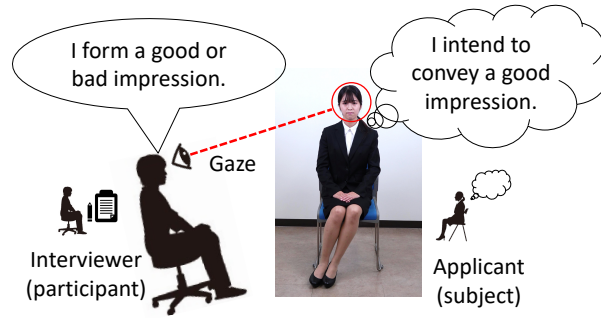 I form a good or
bad impression.
I intend to
convey a good
impression.
Gaze
Interviewer
(participant)
Applicant
(subject)